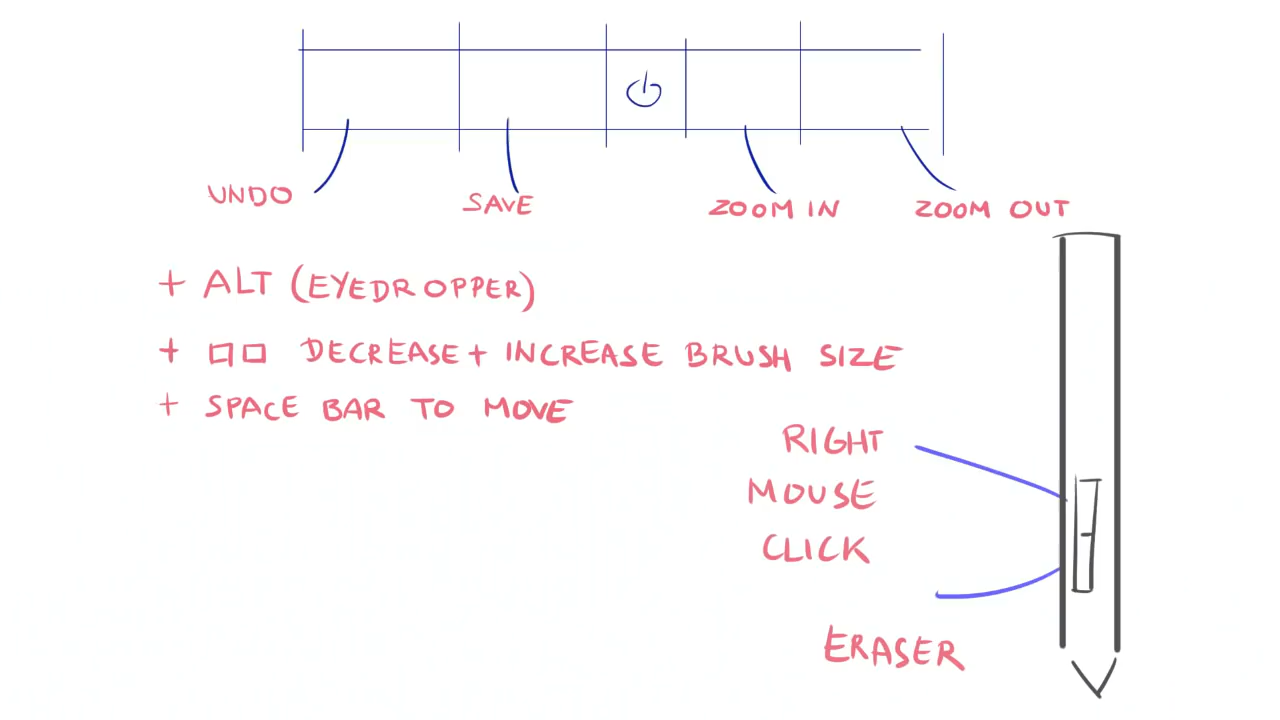 UNDO
SAVE
ZOOM IN
ZOOM OUT
+ ALT (EYEDROPPER)
+ □□ DECREASE + INCREASE BRUSH SIZE
+ SPACE BAR TO MOVE
RIGHT
MOUSE
CLICK
ERASER